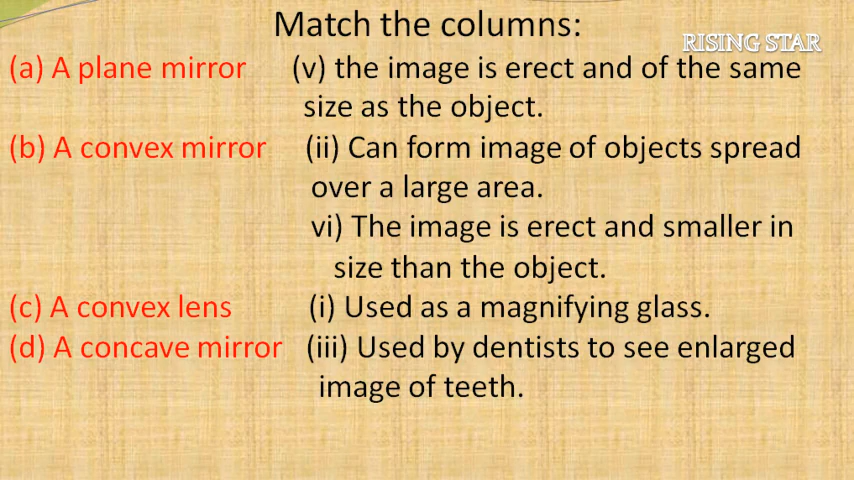 Match the columns:
RISING STAR
(a) A plane mirror (v) the image is erect and of the same
size as the object.
(b) A convex mirror (ii) Can form image of objects spread
over a large area.
vi) The image is erect and smaller in
size than the object.
(c) A convex lens (i) Used as a magnifying glass.
(d) A concave mirror (iii) Used by dentists to see enlarged
image of teeth.